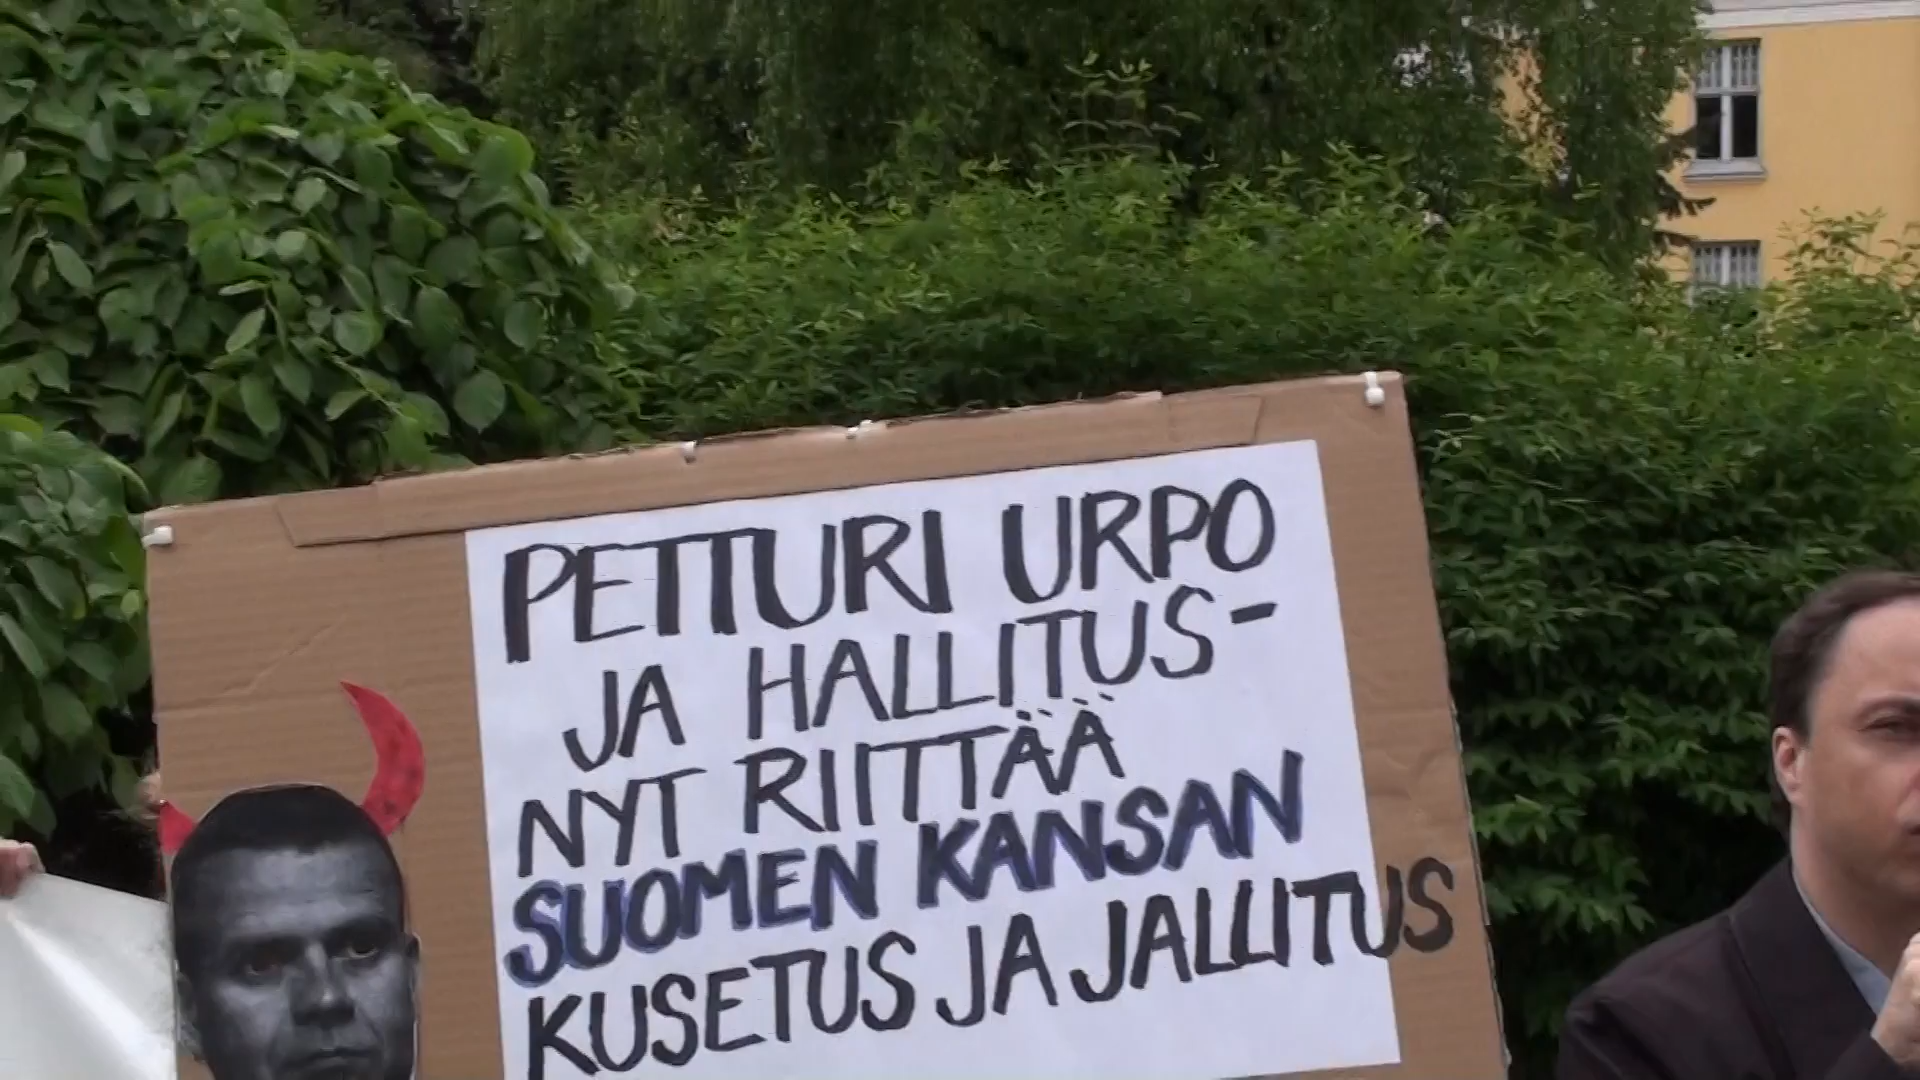 PETTURI URPO
JA HALLITUS-
NYT RIITTÄÄ
SUOMEN KANSAN
KUSETUS JA JALLITUS